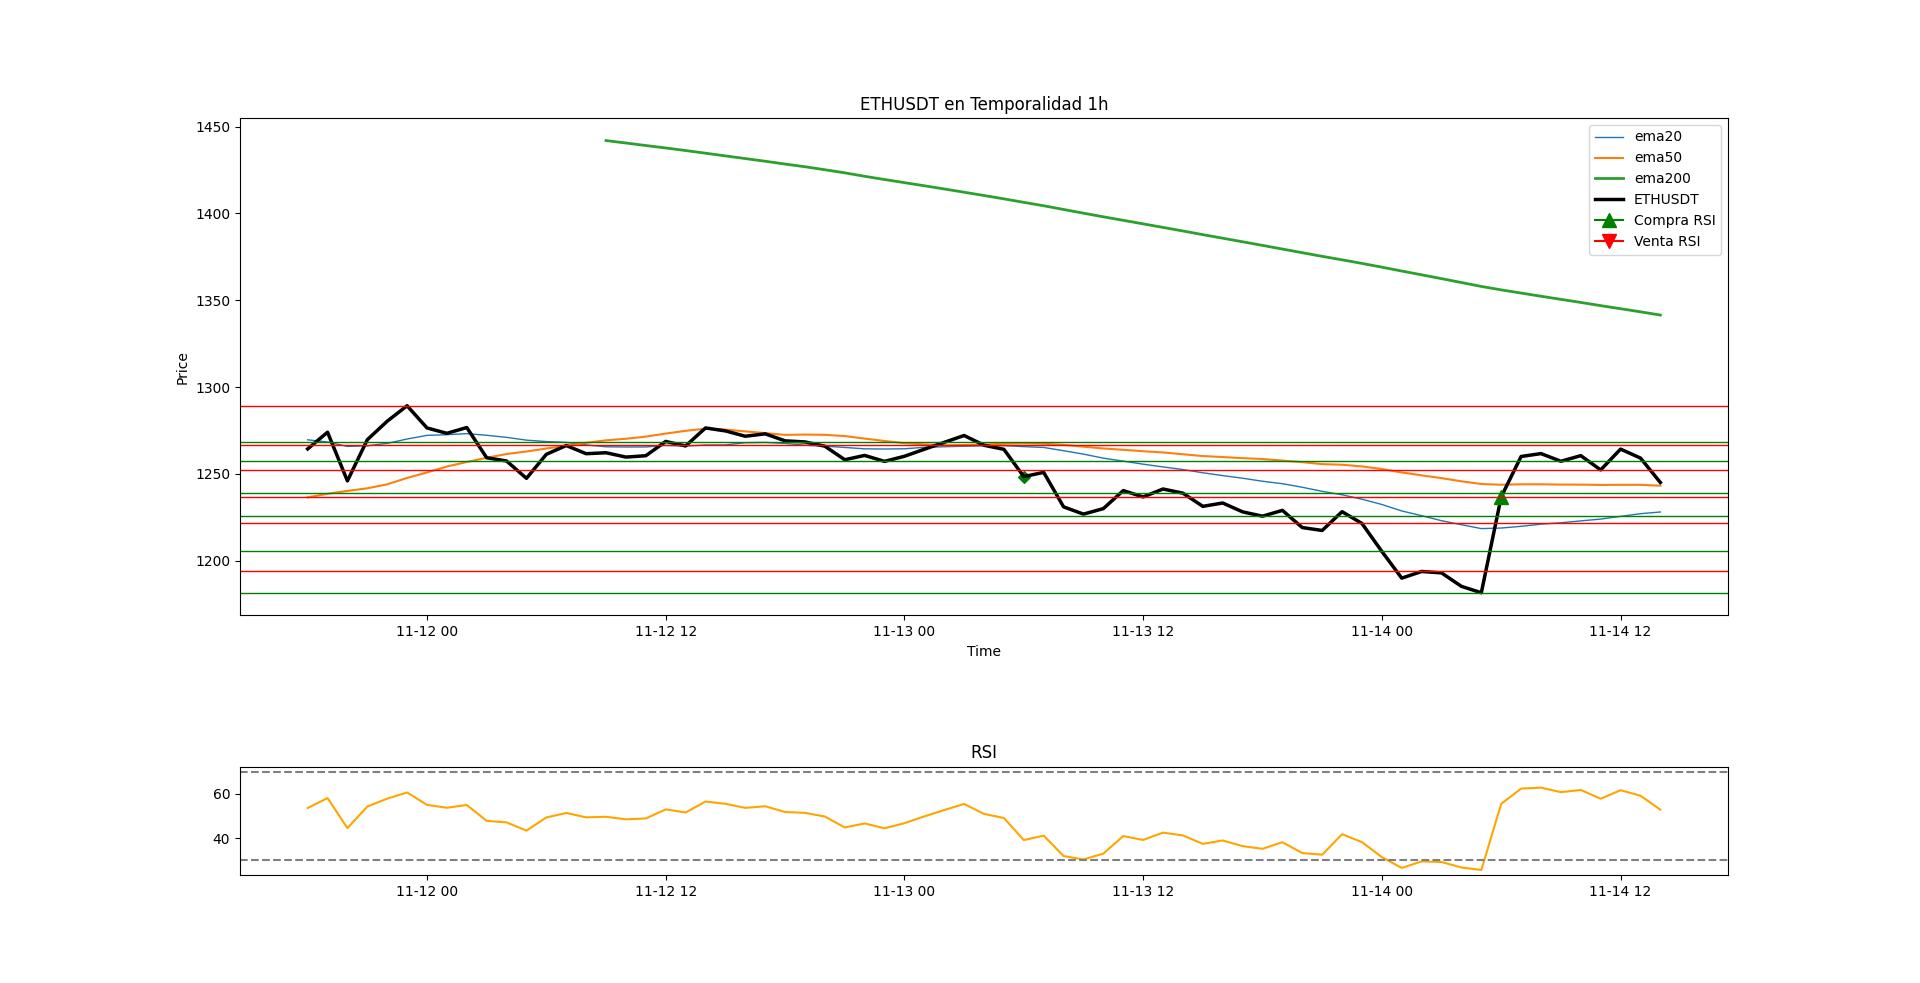 ETHUSDT en Temporalidad 1h
1450
1400
1350
1300
1250
1200
Price
ema20
ema50
ema200
ETHUSDT
Compra RSI
Venta RSI
11-12 00
11-12 12
11-13 00
11-13 12
11-14 00
11-14 12
Time
RSI
60
40
11-12 00
11-12 12
11-13 00
11-13 12
11-14 00
11-14 12